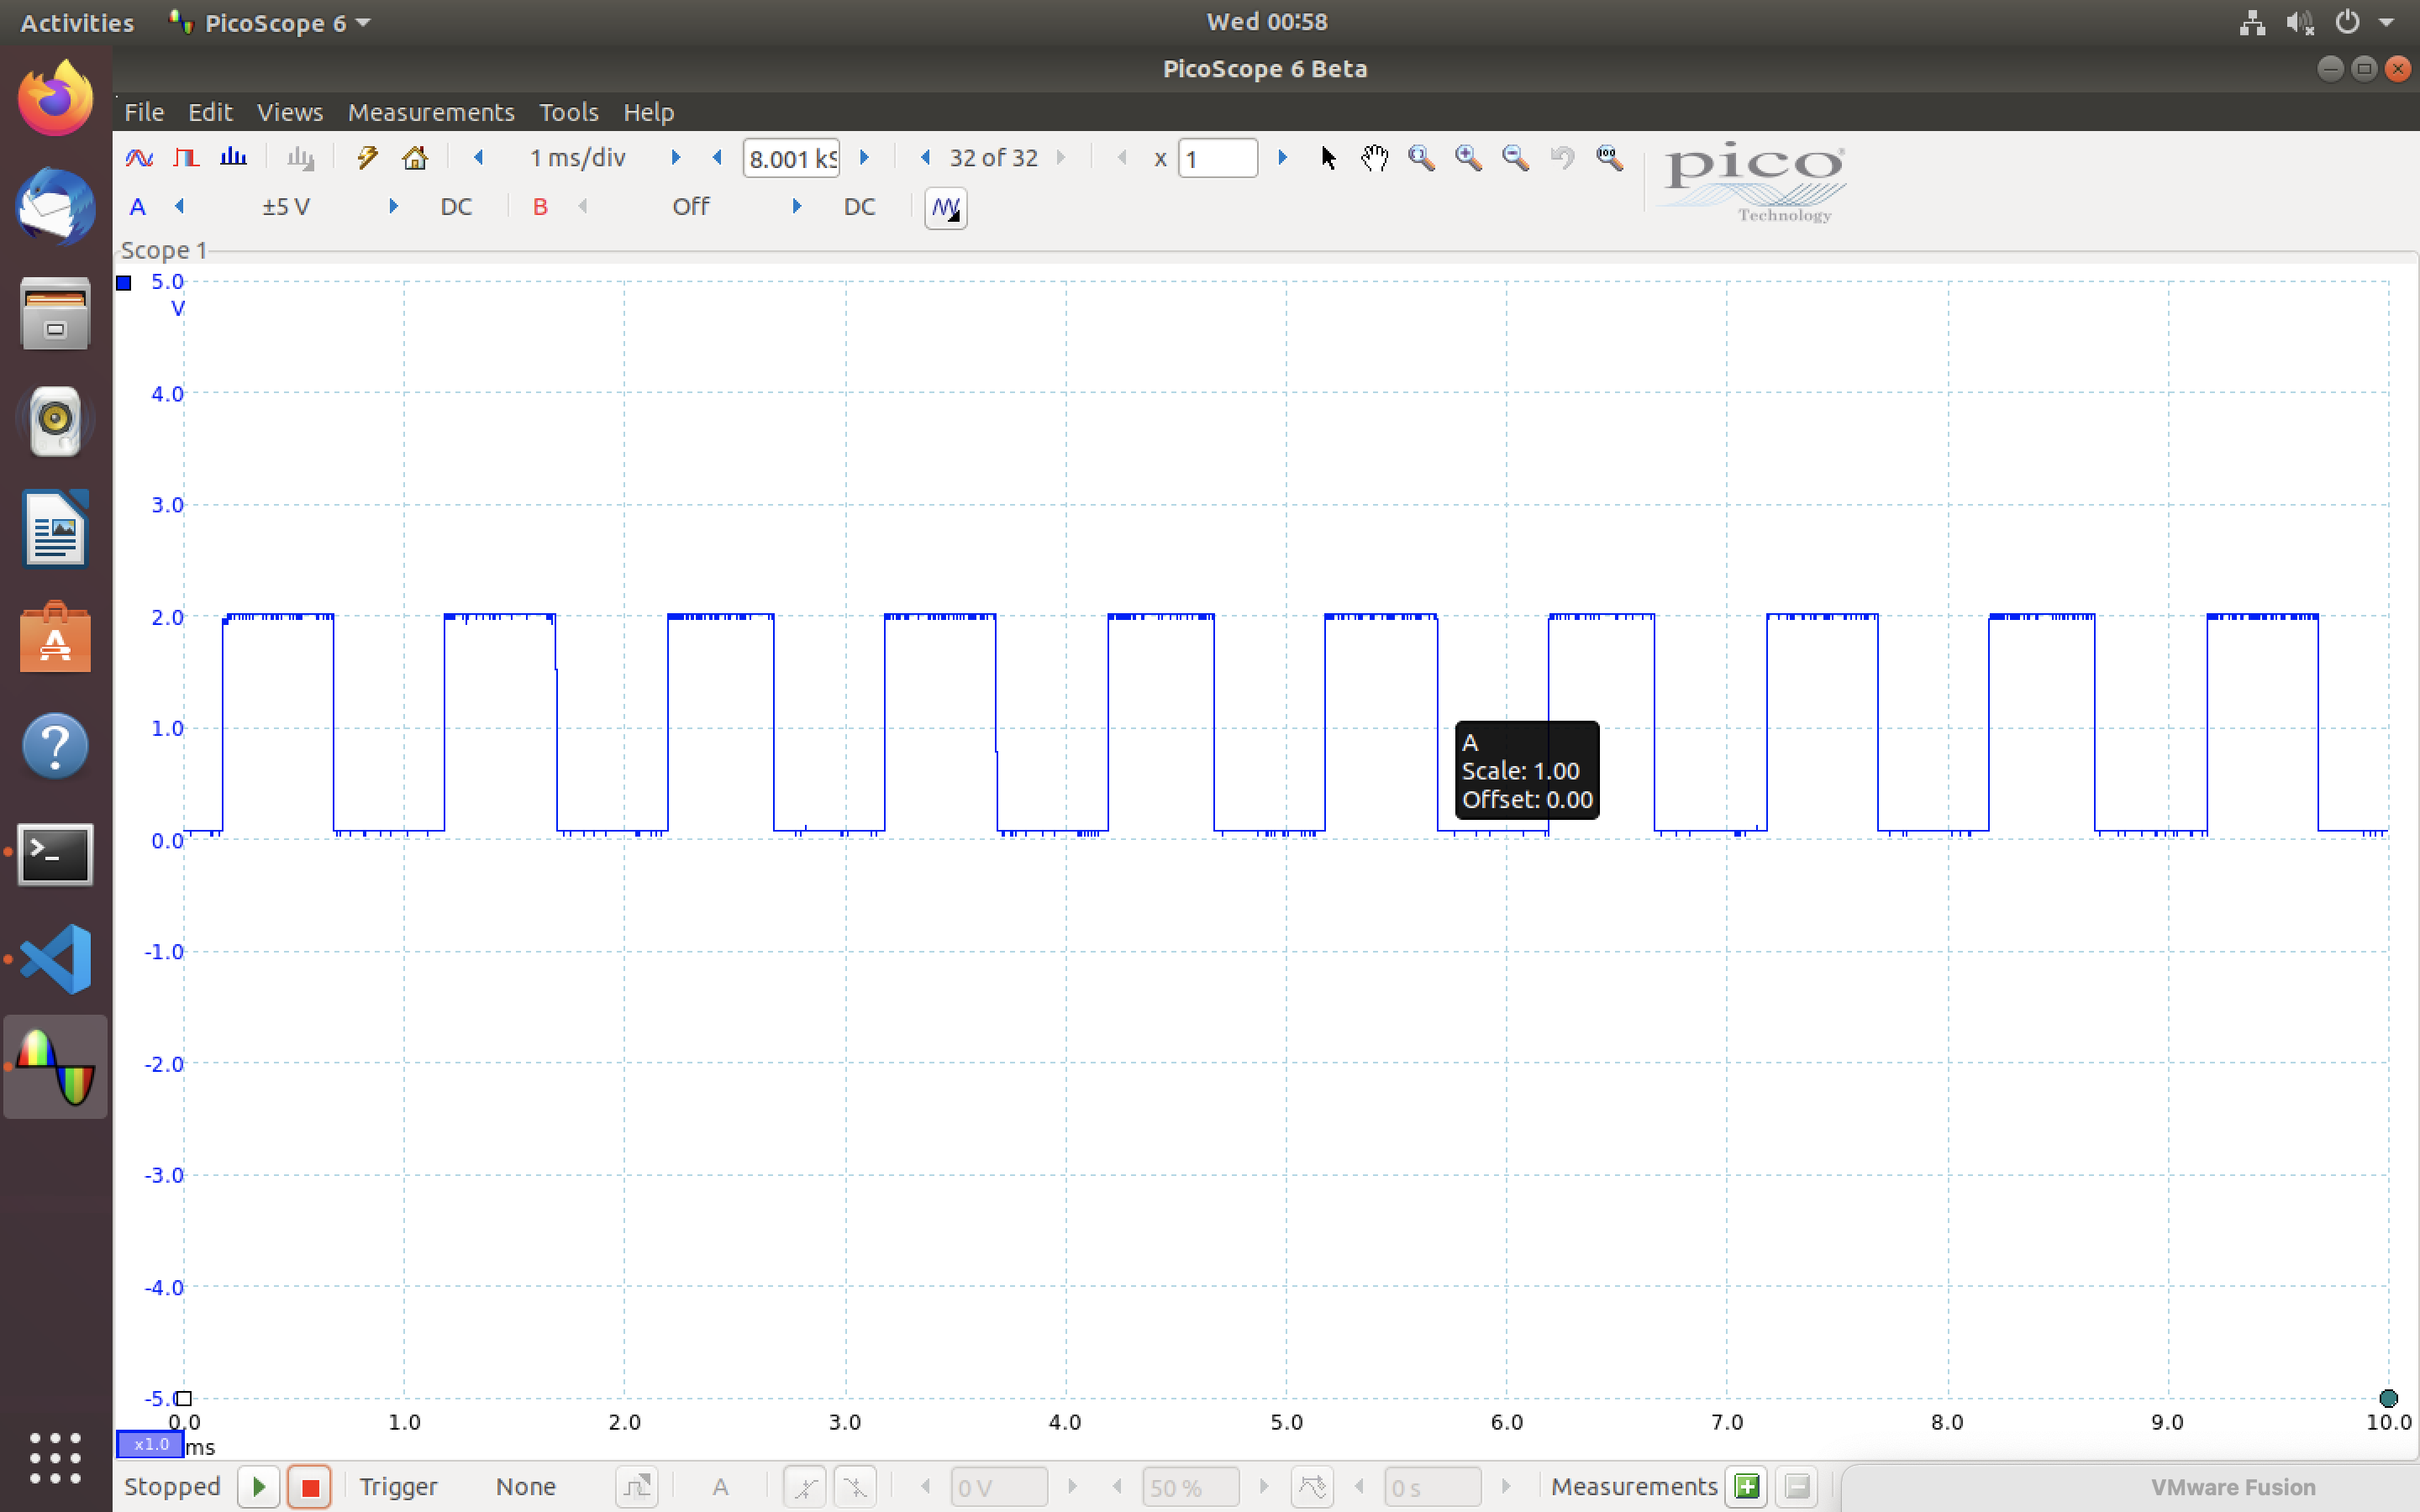 Activities PicoScope 6 Wed 00:58
PicoScope 6 Beta
File Edit Views Measurements Tools Help
1 ms/div 8.001 kS 32 of 32 x 1
A ±5 V DC B Off DC
pico
Technology
Scope 1
5.0
V
4.0
3.0
2.0
1.0
A
Scale: 1.00
Offset: 0.00
0.0
-1.0
-2.0
-3.0
-4.0
-5.0
0.0 1.0 2.0 3.0 4.0 5.0 6.0 7.0 8.0 9.0 10.0
x1.0 ms
Stopped Trigger None A 0 V 50 % 0 s Measurements VMware Fusion